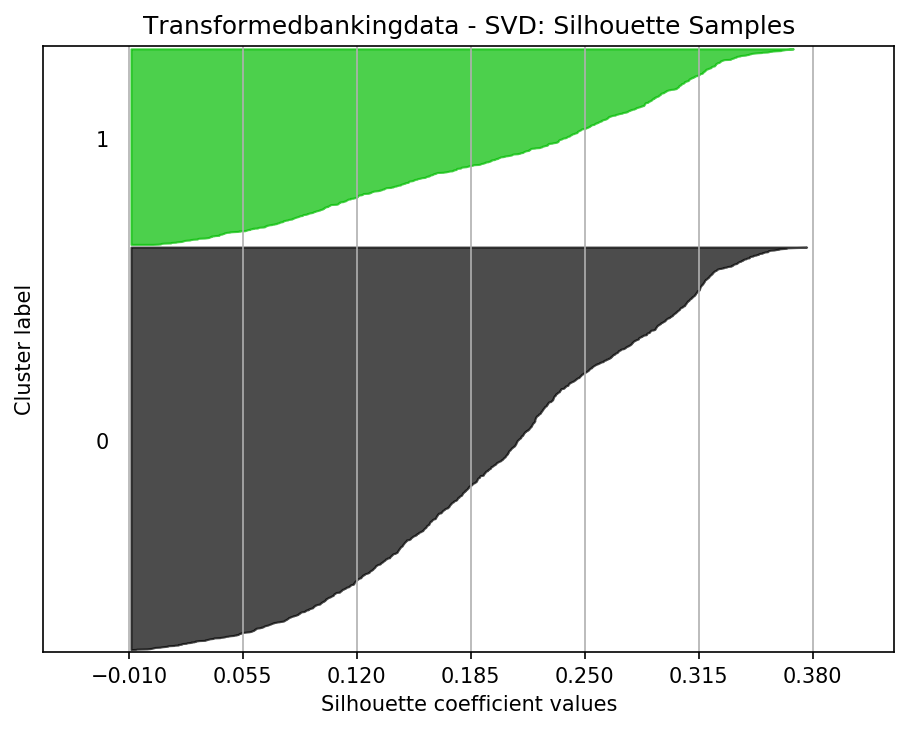 Transformedbankingdata - SVD: Silhouette Samples
1
0
Cluster label
−0.010 0.055 0.120 0.185 0.250 0.315 0.380
Silhouette coefficient values